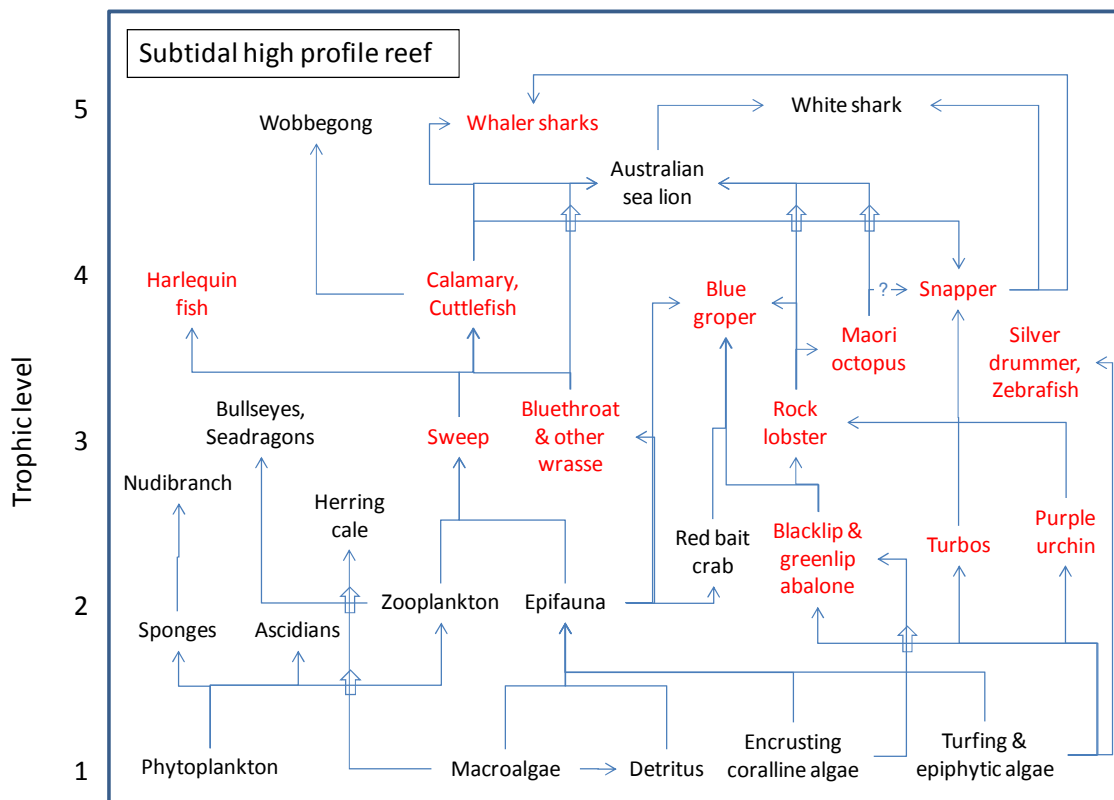 Subtidal high profile reef
5
White shark
Wobbegong
Whaler sharks
Australian
sea lion
4
Harlequin
fish
Calamary,
Cuttlefish
Blue
groper
?
Snapper
Maori
octopus
Silver
drummer,
Zebrafish
Trophic level
3
Bullseyes,
Seadragons
Sweep
Bluethroat
& other
wrasse
Rock
lobster
Nudibranch
Herring
cale
Red bait
crab
Blacklip &
greenlip
abalone
Turbos
Purple
urchin
2
Zooplankton
Epifauna
Sponges
Ascidians
1
Phytoplankton
Macroalgae
Detritus
Encrusting
coralline algae
Turfing &
epiphytic algae